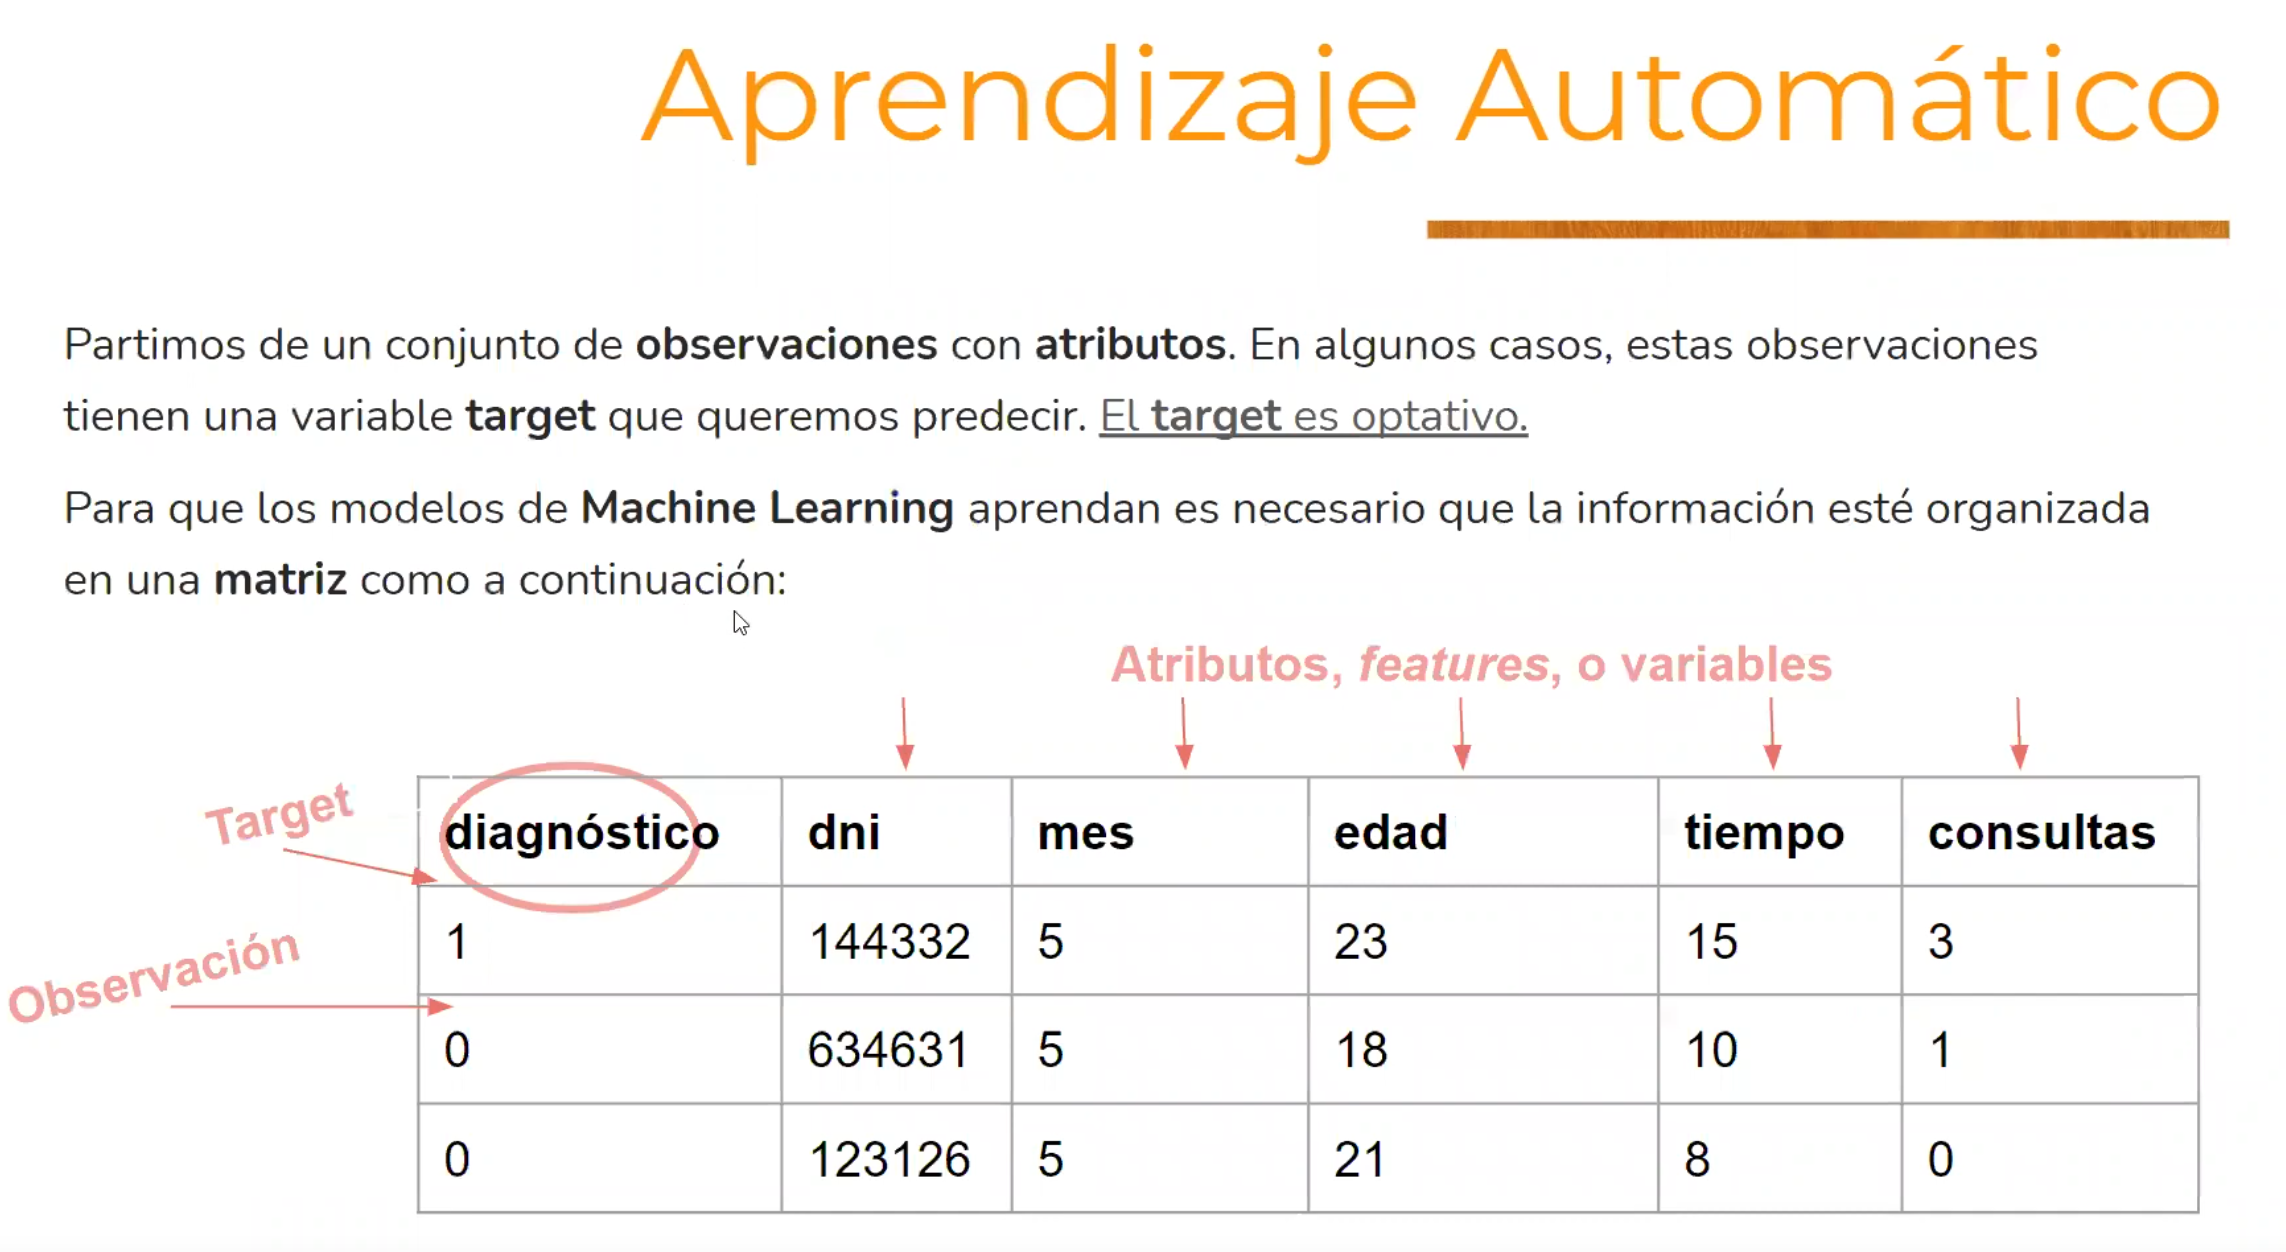 Aprendizaje Automático
Partimos de un conjunto de observaciones con atributos. En algunos casos, estas observaciones
tienen una variable target que queremos predecir. El target es optativo.
Para que los modelos de Machine Learning aprendan es necesario que la información esté organizada
en una matriz como a continuación:
Atributos, features, o variables
Target
diagnóstico dni mes edad tiempo consultas
1 144332 5 23 15 3
Observación
0 634631 5 18 10 1
0 123126 5 21 8 0